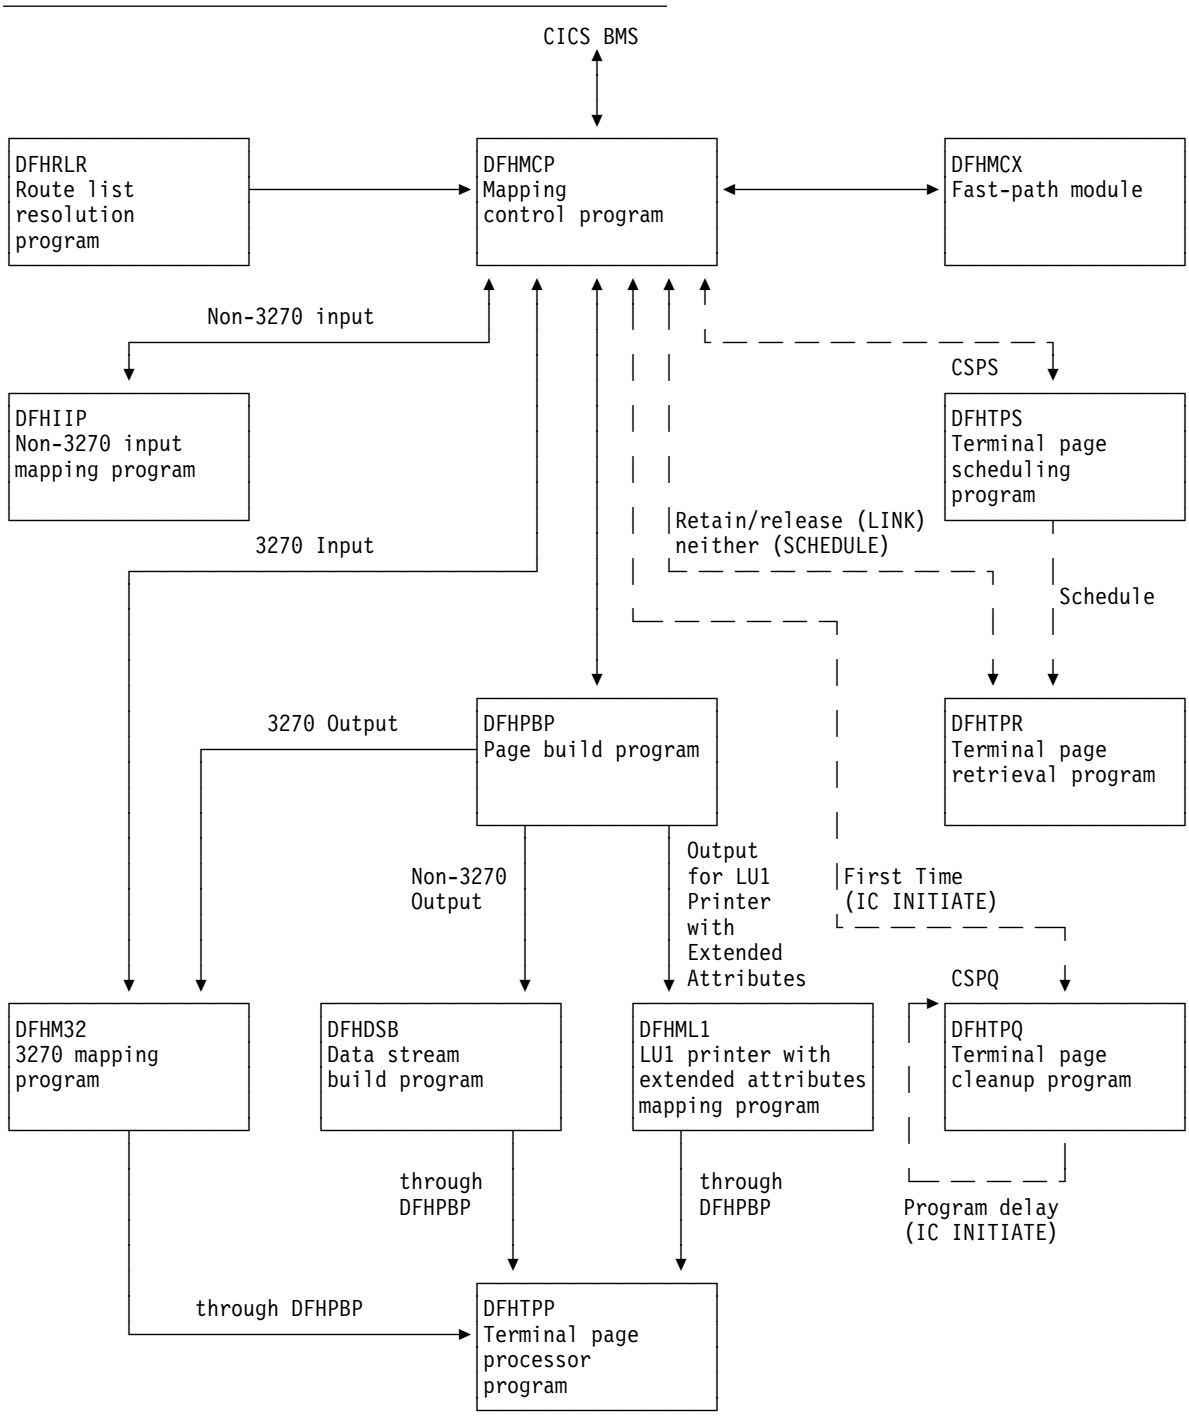 CICS BMS
DFHRLR
Route list
resolution
program
DFHMCP
Mapping
control program
DFHMCX
Fast-path module
Non-3270 input
CSPS
DFHIIP
Non-3270 input
mapping program
DFHTPS
Terminal page
scheduling
program
Retain/release (LINK)
neither (SCHEDULE)
3270 Input
Schedule
3270 Output
DFHPBP
Page build program
DFHTPR
Terminal page
retrieval program
Non-3270
Output
Output
for LU1
Printer
with
Extended
Attributes
First Time
(IC INITIATE)
CSPQ
DFHM32
3270 mapping
program
DFHDSB
Data stream
build program
DFHML1
LU1 printer with
extended attributes
mapping program
DFHTPQ
Terminal page
cleanup program
through
DFHPBP
through
DFHPBP
Program delay
(IC INITIATE)
through DFHPBP
DFHTPP
Terminal page
processor
program